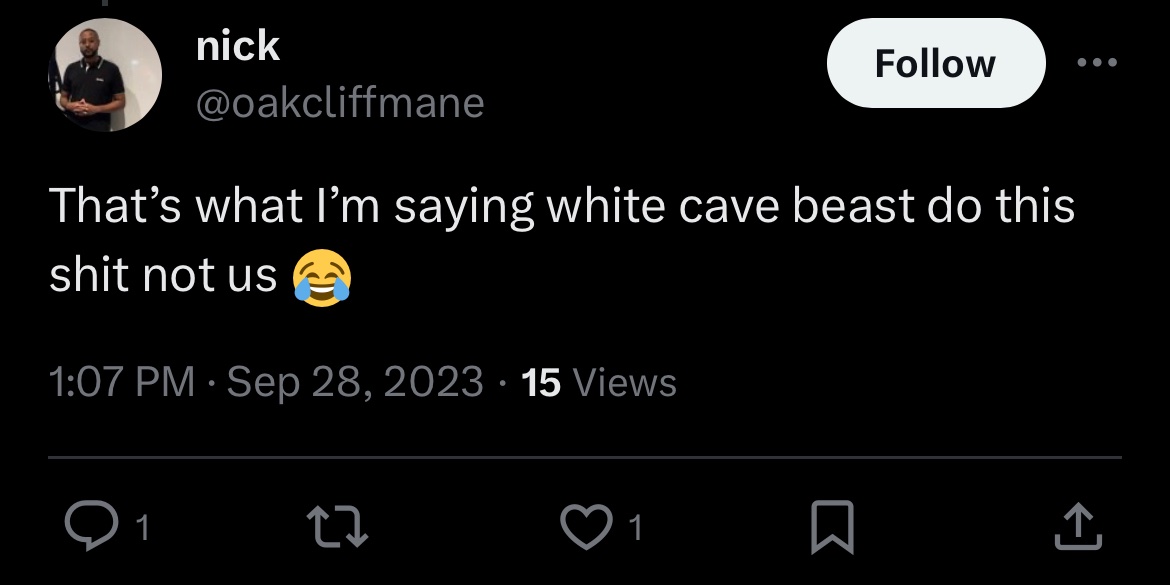 nick
@oakcliffmane
Follow
That’s what I’m saying white cave beast do this
shit not us 😂
1:07 PM · Sep 28, 2023 · 15 Views
1
1